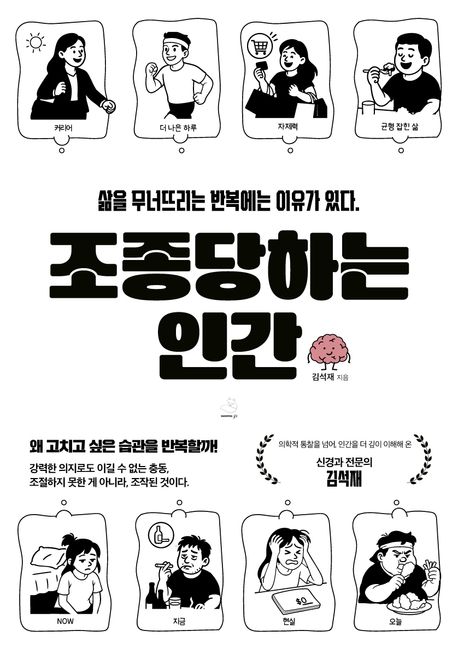 커리어
더 나은 하루
자제력
균형 잡힌 삶
삶을 무너뜨리는 반복에는 이유가 있다.
조종당하는
인간
김석재 지음
왜 고치고 싶은 습관을 반복할까!
강력한 의지로도 이길 수 없는 충동,
조절하지 못한 게 아니라, 조작된 것이다.
의학적 통찰을 넘어, 인간을 더 깊이 이해해 온
신경과 전문의
김석재
NOW
지금
현실
$0
오늘